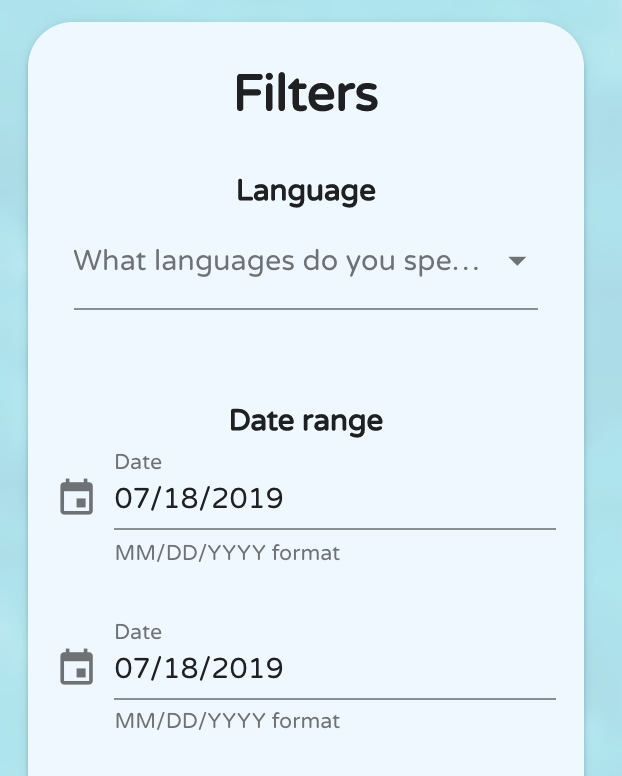 Filters
Language
What languages do you spe...
Date range
Date
07/18/2019
MM/DD/YYYY format
Date
07/18/2019
MM/DD/YYYY format